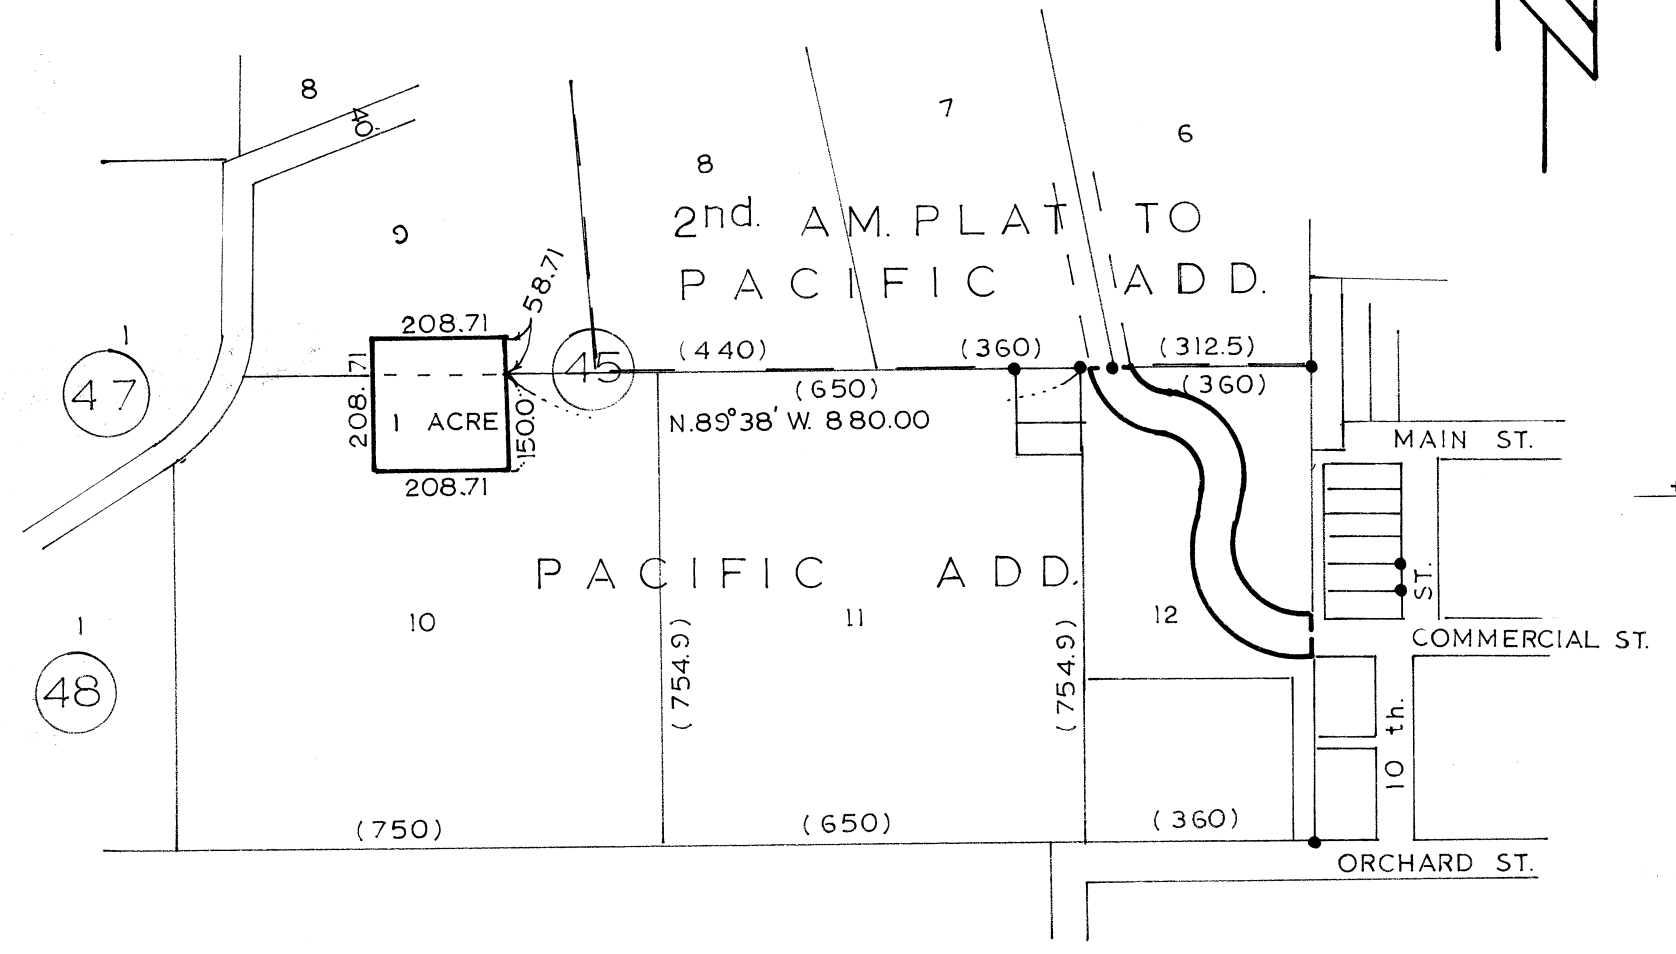 8
40'
7
6
8
2nd. AM. PLAT TO
9
PACIFIC ADD.
58.71
208.71
1
(440)
(360)
(312.5)
45
47
208.71
(650)
(360)
1 ACRE
150.0
N.89°38' W. 880.00
MAIN ST.
208.71
PACIFIC ADD.
ST.
10
11
12
1
COMMERCIAL ST.
48
(754.9)
(754.9)
10 th.
(750)
(650)
(360)
ORCHARD ST.